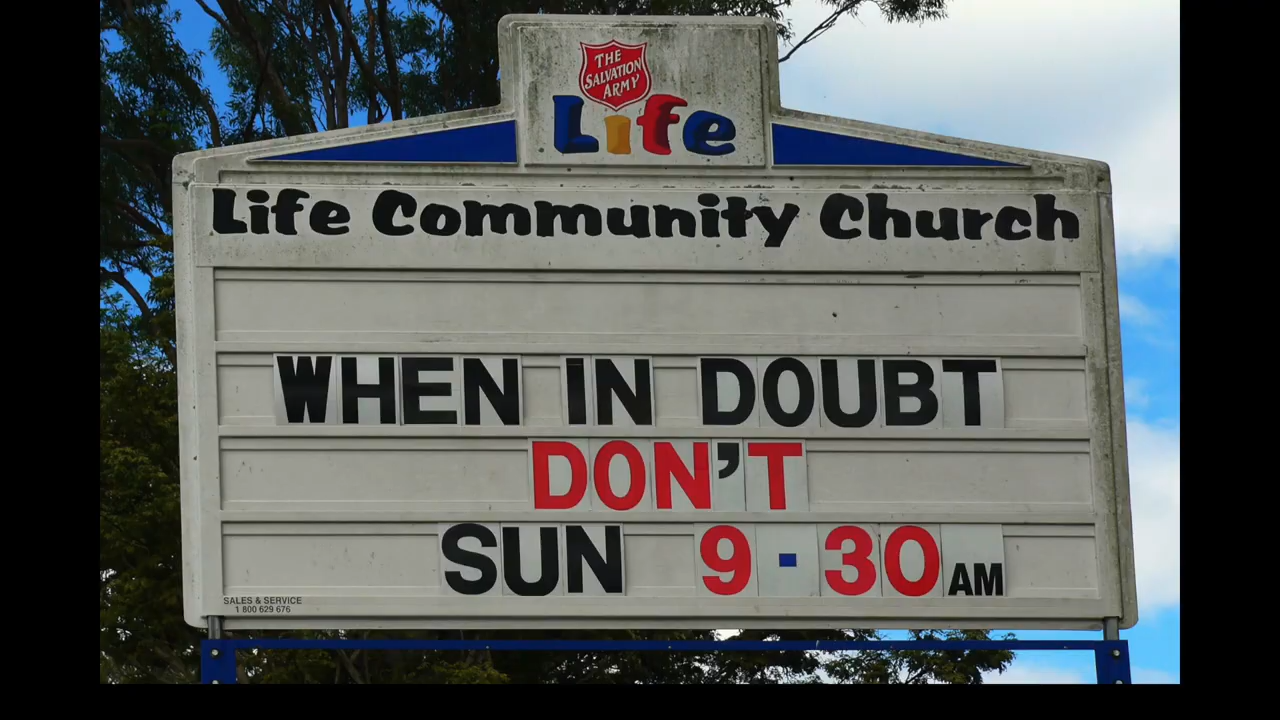 THE
SALVATION
ARMY
Life
Life Community Church
WHEN IN DOUBT
DON'T
SUN 9-30 AM
SALES & SERVICE
1 800 629 676